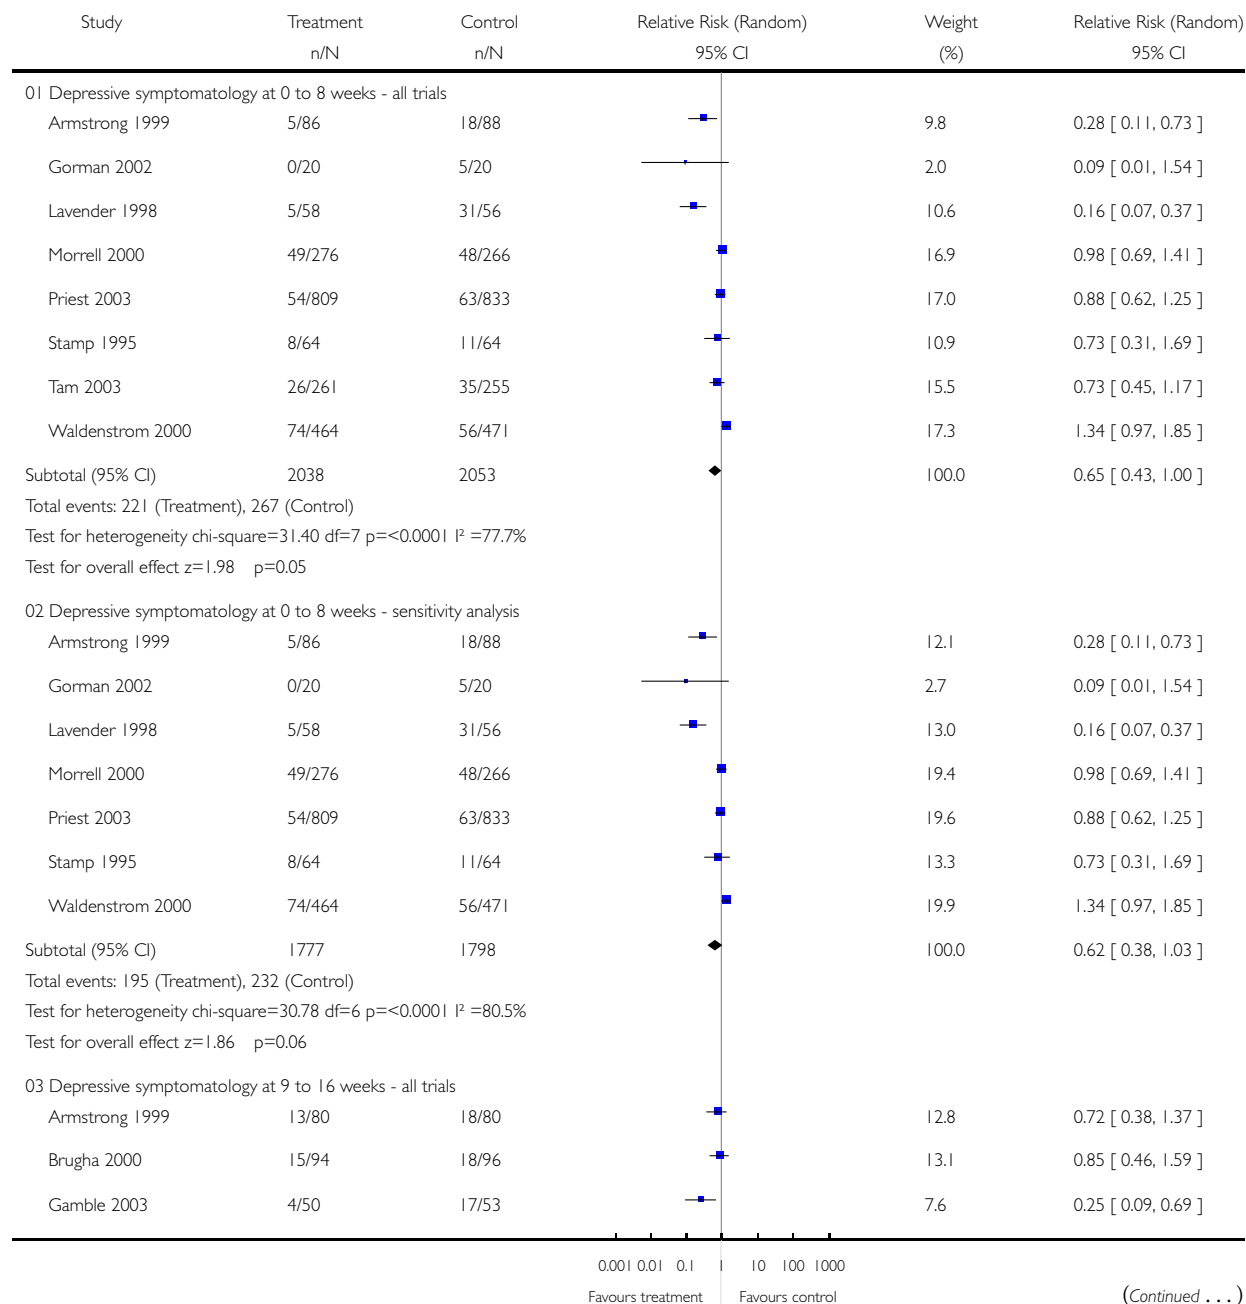 Study Treatment Control Relative Risk (Random) Weight Relative Risk (Random)
n/N n/N 95% CI (%) 95% CI
01 Depressive symptomatology at 0 to 8 weeks - all trials
Armstrong 1999 5/86 18/88 9.8 0.28 [ 0.11, 0.73 ]
Gorman 2002 0/20 5/20 2.0 0.09 [ 0.01, 1.54 ]
Lavender 1998 5/58 31/56 10.6 0.16 [ 0.07, 0.37 ]
Morrell 2000 49/276 48/266 16.9 0.98 [ 0.69, 1.41 ]
Priest 2003 54/809 63/833 17.0 0.88 [ 0.62, 1.25 ]
Stamp 1995 8/64 11/64 10.9 0.73 [ 0.31, 1.69 ]
Tam 2003 26/261 35/255 15.5 0.73 [ 0.45, 1.17 ]
Waldenstrom 2000 74/464 56/471 17.3 1.34 [ 0.97, 1.85 ]
Subtotal (95% CI) 2038 2053 100.0 0.65 [ 0.43, 1.00 ]
Total events: 221 (Treatment), 267 (Control)
Test for heterogeneity chi-square=31.40 df=7 p=<0.0001 I² =77.7%
Test for overall effect z=1.98 p=0.05
02 Depressive symptomatology at 0 to 8 weeks - sensitivity analysis
Armstrong 1999 5/86 18/88 12.1 0.28 [ 0.11, 0.73 ]
Gorman 2002 0/20 5/20 2.7 0.09 [ 0.01, 1.54 ]
Lavender 1998 5/58 31/56 13.0 0.16 [ 0.07, 0.37 ]
Morrell 2000 49/276 48/266 19.4 0.98 [ 0.69, 1.41 ]
Priest 2003 54/809 63/833 19.6 0.88 [ 0.62, 1.25 ]
Stamp 1995 8/64 11/64 13.3 0.73 [ 0.31, 1.69 ]
Waldenstrom 2000 74/464 56/471 19.9 1.34 [ 0.97, 1.85 ]
Subtotal (95% CI) 1777 1798 100.0 0.62 [ 0.38, 1.03 ]
Total events: 195 (Treatment), 232 (Control)
Test for heterogeneity chi-square=30.78 df=6 p=<0.0001 I² =80.5%
Test for overall effect z=1.86 p=0.06
03 Depressive symptomatology at 9 to 16 weeks - all trials
Armstrong 1999 13/80 18/80 12.8 0.72 [ 0.38, 1.37 ]
Brugha 2000 15/94 18/96 13.1 0.85 [ 0.46, 1.59 ]
Gamble 2003 4/50 17/53 7.6 0.25 [ 0.09, 0.69 ]
0.001 0.01 0.1 1 10 100 1000
Favours treatment Favours control (Continued . . . )